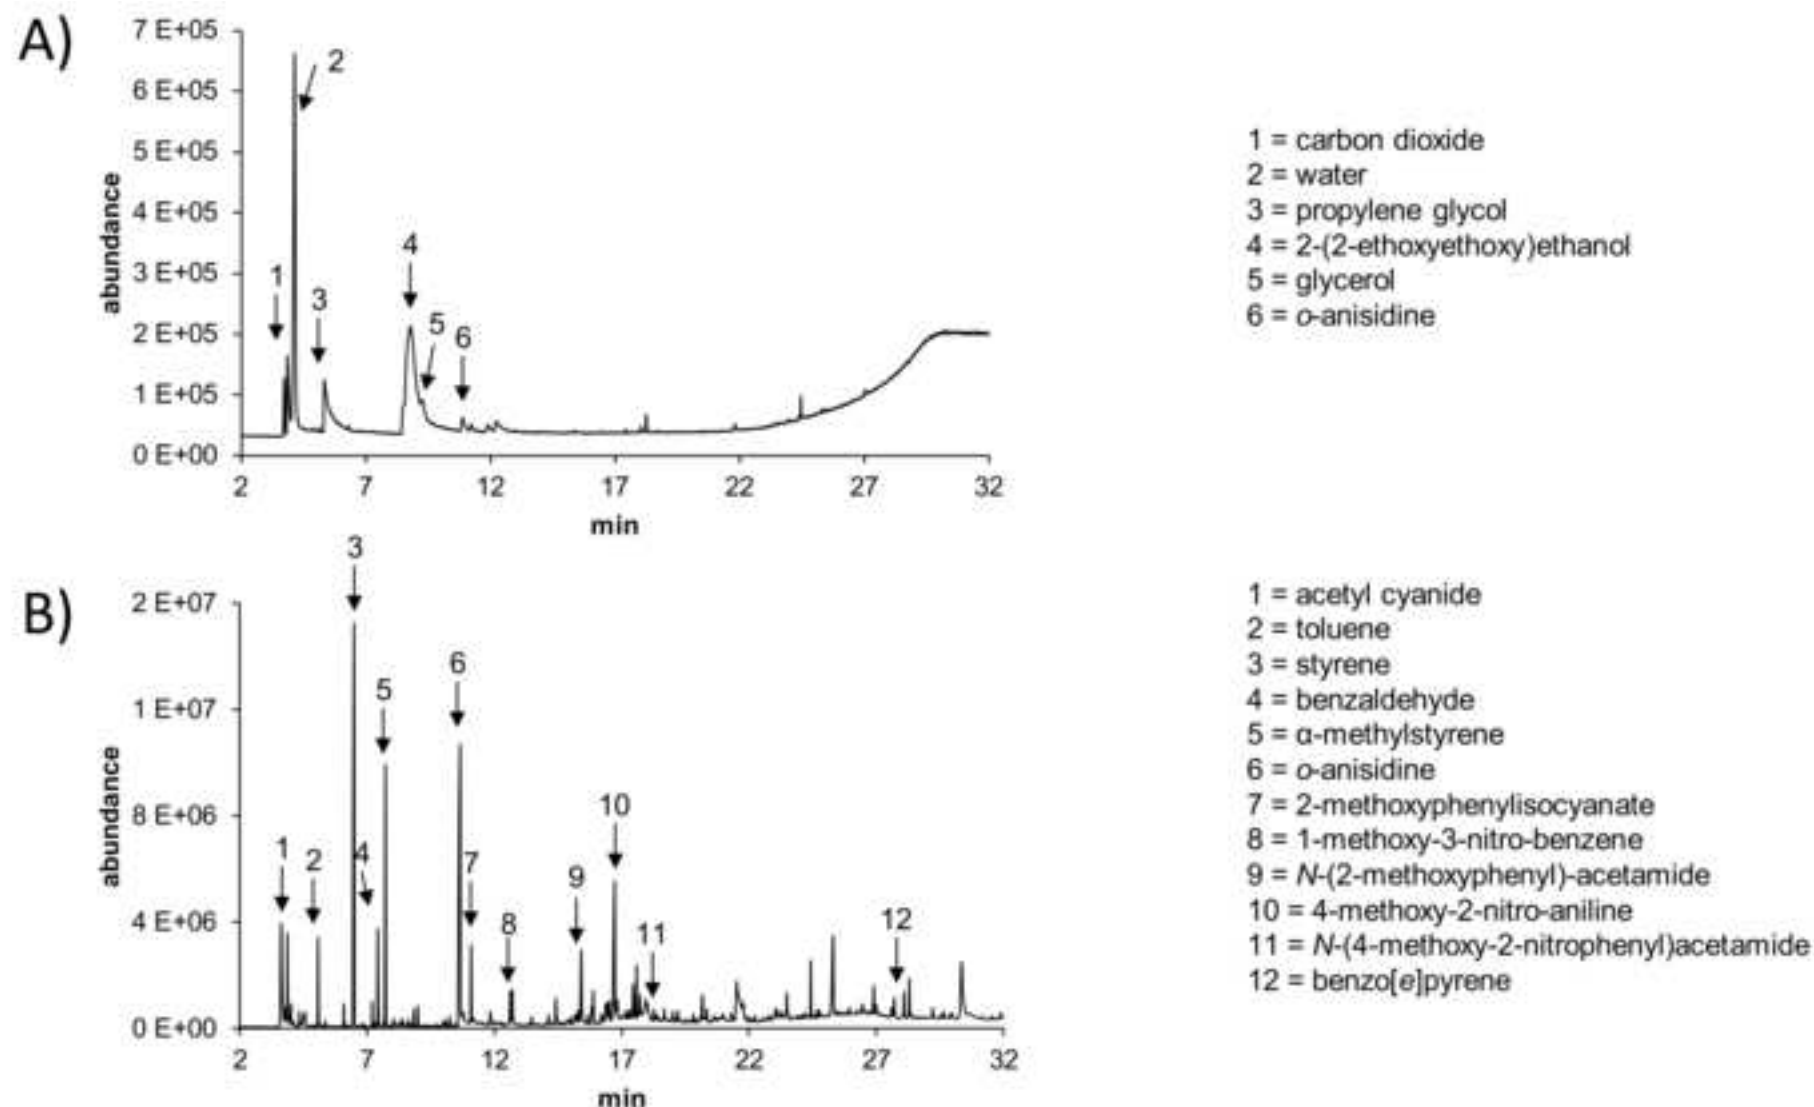 A)
7 E+05
6 E+05
5 E+05
4 E+05
3 E+05
2 E+05
1 E+05
0 E+00
abundance
1
2
3
4
5
6
2 7 12 17 22 27 32
min
1 = carbon dioxide
2 = water
3 = propylene glycol
4 = 2-(2-ethoxyethoxy)ethanol
5 = glycerol
6 = o-anisidine
B)
2 E+07
1 E+07
8 E+06
4 E+06
0 E+00
abundance
1
2
3
4
5
6
7
8
9
10
11
12
2 7 12 17 22 27 32
min
1 = acetyl cyanide
2 = toluene
3 = styrene
4 = benzaldehyde
5 = α-methylstyrene
6 = o-anisidine
7 = 2-methoxyphenylisocyanate
8 = 1-methoxy-3-nitro-benzene
9 = N-(2-methoxyphenyl)-acetamide
10 = 4-methoxy-2-nitro-aniline
11 = N-(4-methoxy-2-nitrophenyl)acetamide
12 = benzo[e]pyrene